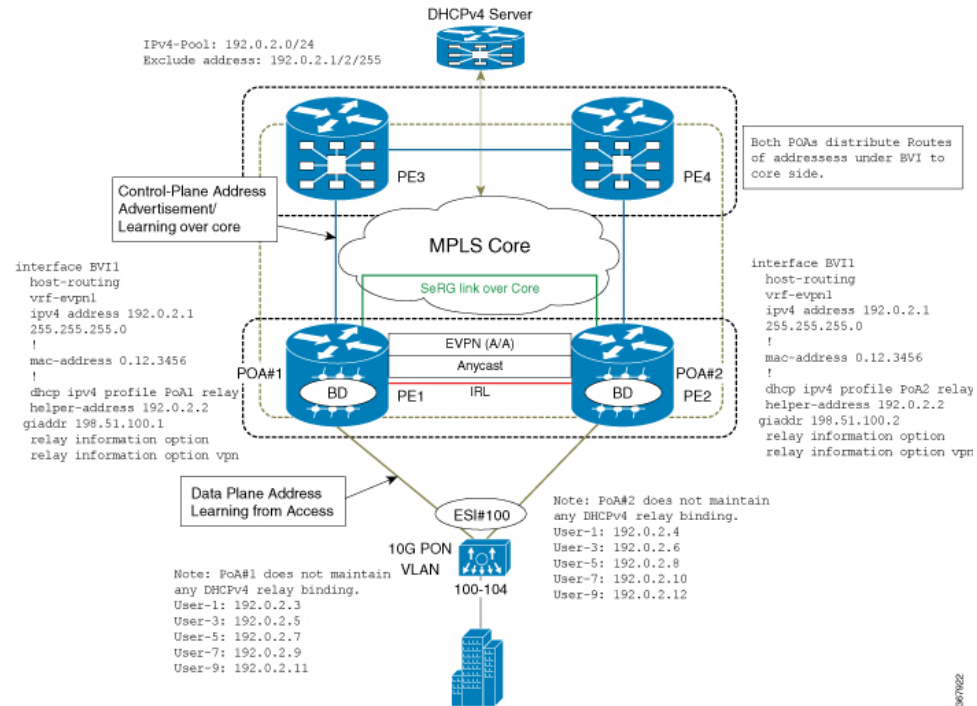 DHCPv4 Server
IPv4-Pool: 192.0.2.0/24
Exclude address: 192.0.2.1/2/255
PE3
PE4
Both POAs distribute Routes
of addressess under BVI to
core side.
Control-Plane Address
Advertisement/
Learning over core
MPLS Core
SeRG link over Core
interface BVI1
host-routing
vrf-evpn1
ipv4 address 192.0.2.1
255.255.255.0
!
mac-address 0.12.3456
!
dhcp ipv4 profile PoA1 relay
helper-address 192.0.2.2
giaddr 198.51.100.1
relay information option
relay information option vpn
EVPN (A/A)
Anycast
IRL
POA#1
BD
PE1
POA#2
BD
PE2
interface BVI1
host-routing
vrf-evpn1
ipv4 address 192.0.2.1
255.255.255.0
!
mac-address 0.12.3456
!
dhcp ipv4 profile PoA2 relay
helper-address 192.0.2.2
giaddr 198.51.100.2
relay information option
relay information option vpn
Data Plane Address
Learning from Access
ESI#100
10G PON
VLAN
100-104
Note: PoA#2 does not maintain
any DHCPv4 relay binding.
User-1: 192.0.2.4
User-3: 192.0.2.6
User-5: 192.0.2.8
User-7: 192.0.2.10
User-9: 192.0.2.12
Note: PoA#1 does not maintain
any DHCPv4 relay binding.
User-1: 192.0.2.3
User-3: 192.0.2.5
User-5: 192.0.2.7
User-7: 192.0.2.9
User-9: 192.0.2.11
367922